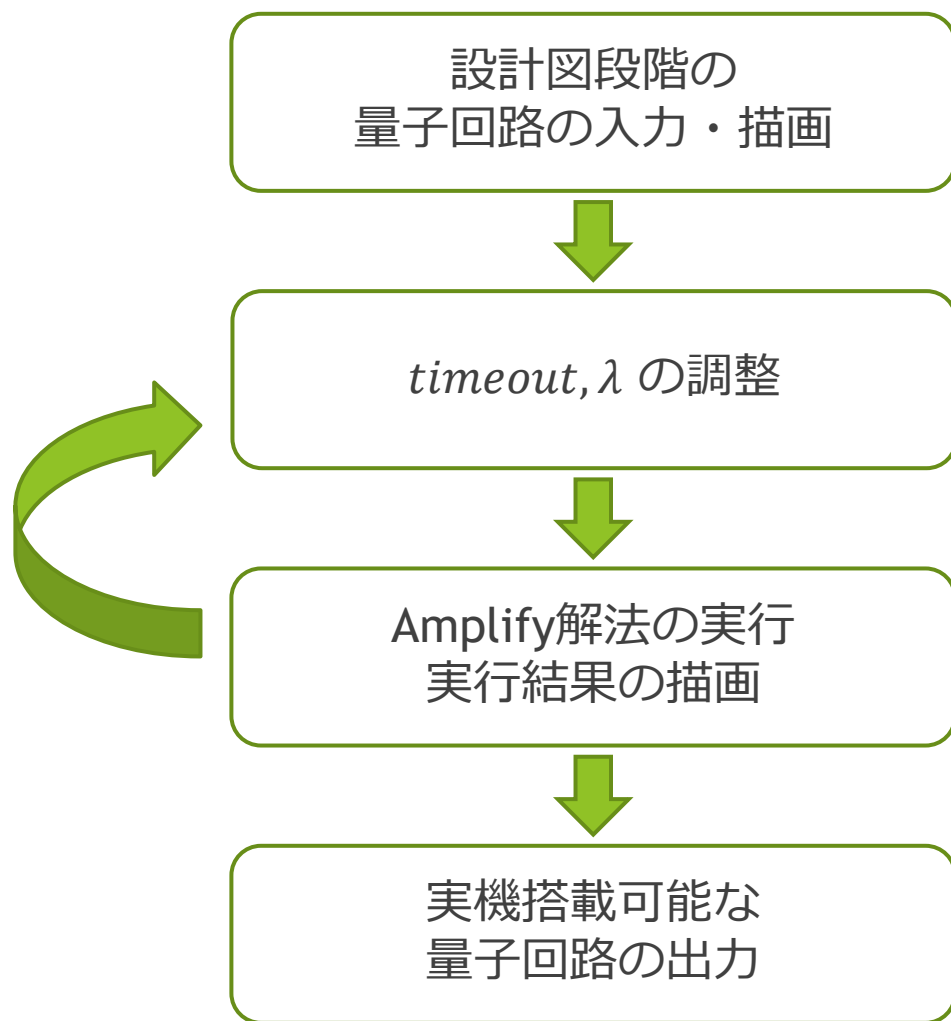 設計図段階の
量子回路の入力・描画
timeout, λ の調整
Amplify解法の実行
実行結果の描画
実機搭載可能な
量子回路の出力